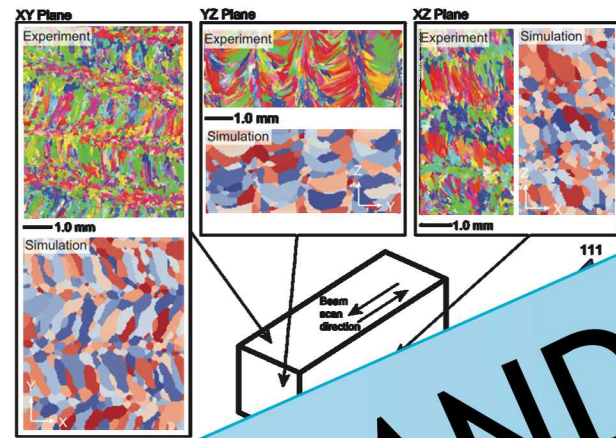 XY Plane
Experiment
1.0 mm
Simulation
Y
X
YZ Plane
Experiment
1.0 mm
Simulation
Z
Y
XZ Plane
Experiment
Simulation
1.0 mm
Z
X
Beam
scan
direction
111
AND